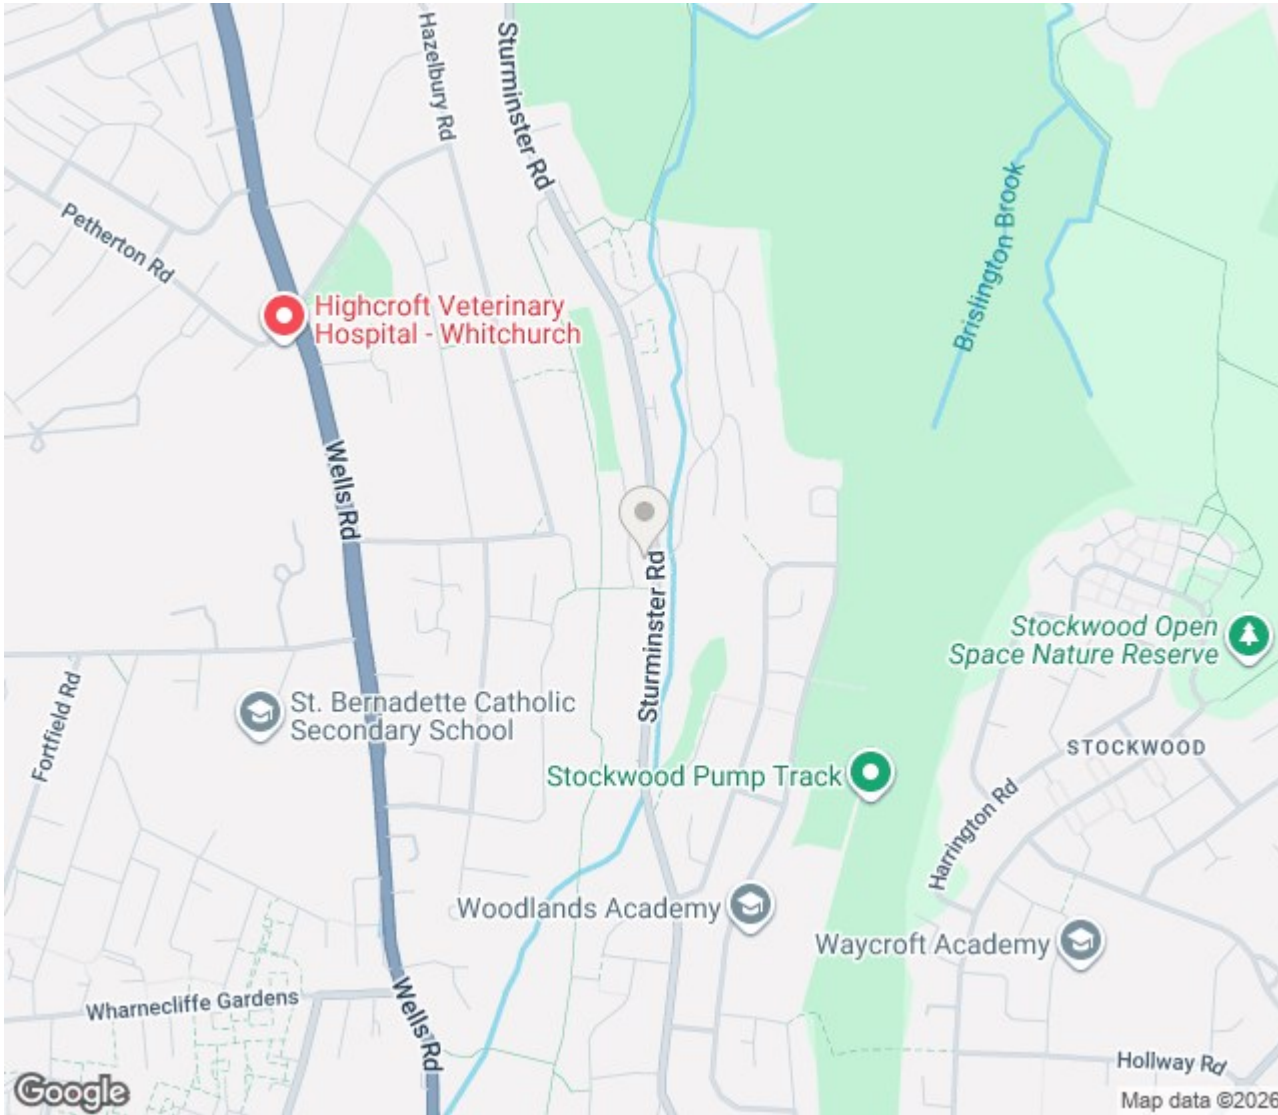 Hazelbury Rd
Sturminster Rd
Petherton Rd
Brislington Brook
Highcroft Veterinary
Hospital - Whitchurch
Wells Rd
Sturminster Rd
Stockwood Open
Space Nature Reserve
Fortfield Rd
St. Bernadette Catholic
Secondary School
STOCKWOOD
Stockwood Pump Track
Harrington Rd
Woodlands Academy
Waycroft Academy
Wharnecliffe Gardens
Wells Rd
Hollway Rd
Google
Map data ©2026